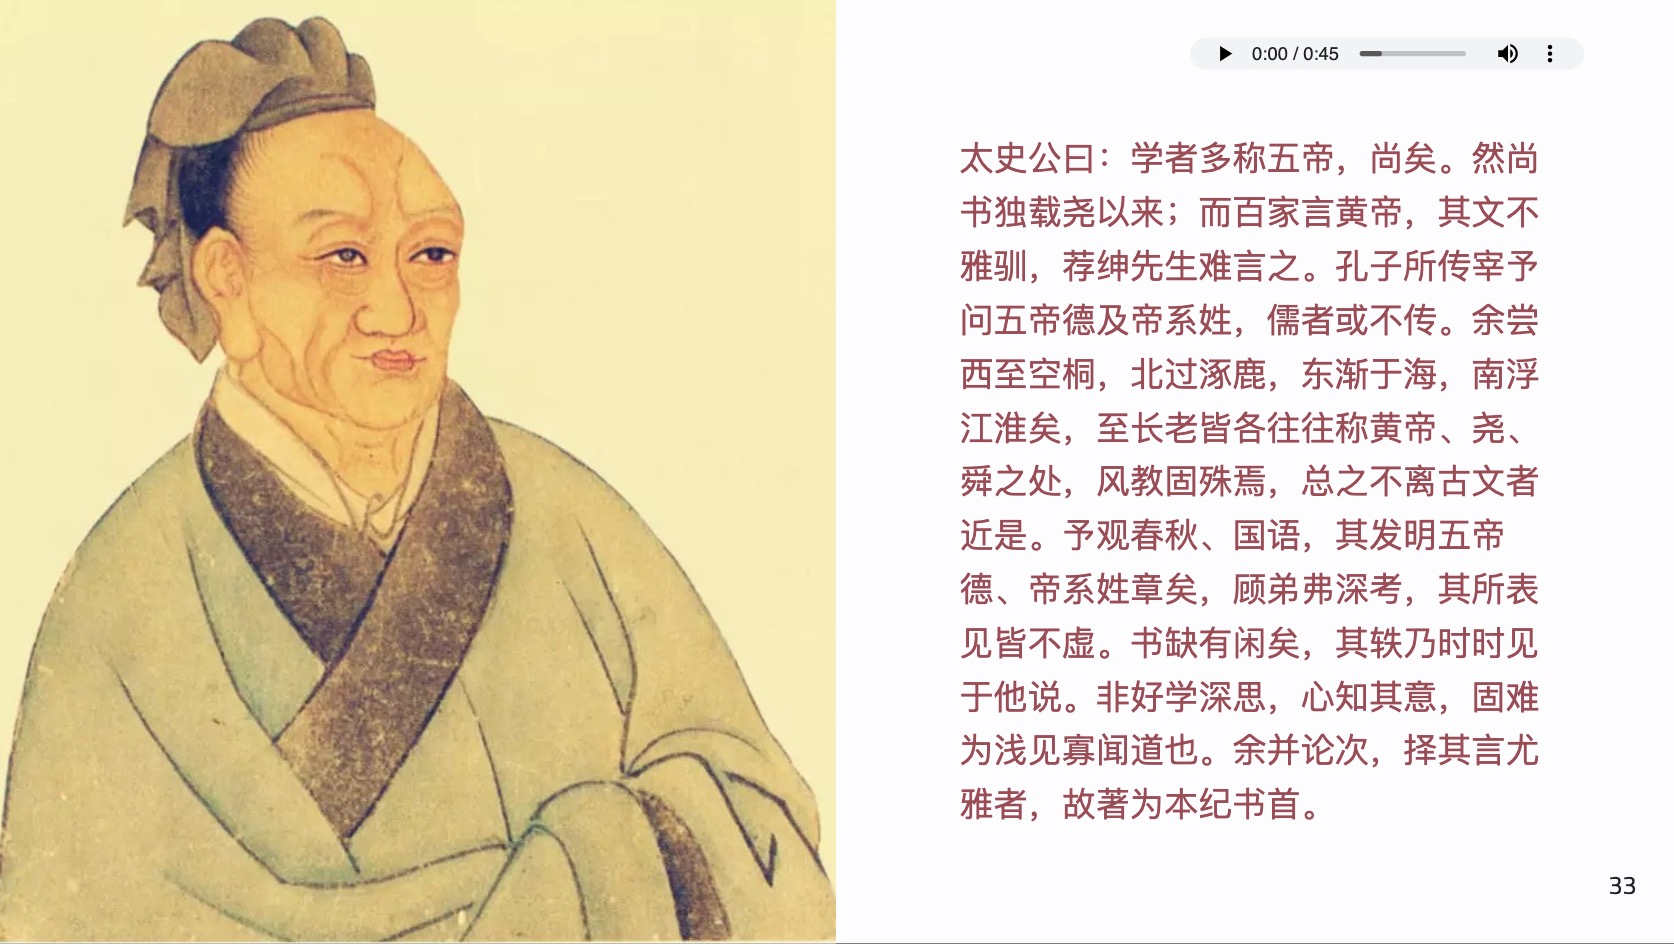 0:00 / 0:45
太史公曰：学者多称五帝，尚矣。然尚
书独载尧以来；而百家言黄帝，其文不
雅驯，荐绅先生难言之。孔子所传宰予
问五帝德及帝系姓，儒者或不传。余尝
西至空桐，北过涿鹿，东渐于海，南浮
江淮矣，至长老皆各往往称黄帝、尧、
舜之处，风教固殊焉，总之不离古文者
近是。予观春秋、国语，其发明五帝
德、帝系姓章矣，顾弟弗深考，其所表
见皆不虚。书缺有闲矣，其轶乃时时见
于他说。非好学深思，心知其意，固难
为浅见寡闻道也。余并论次，择其言尤
雅者，故著为本纪书首。
33